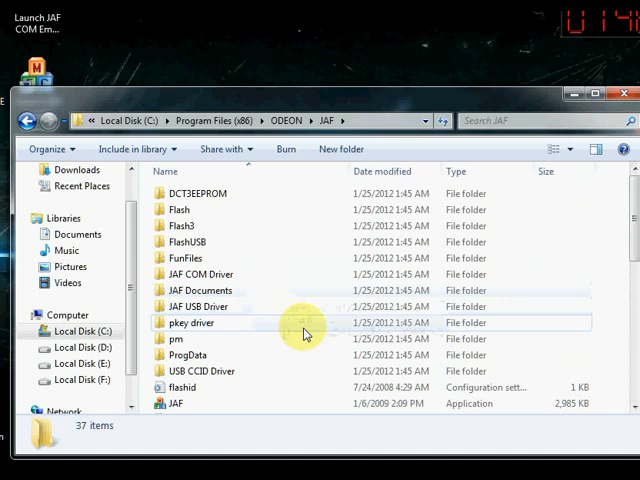 Launch JAF
COM Em...
Local Disk (C:) Program Files (x86) ODEON JAF
Search JAF
Organize Include in library Share with Burn New folder
Name Date modified Type Size
Downloads
Recent Places
Libraries
Documents
Music
Pictures
Videos
Computer
Local Disk (C:)
Local Disk (D:)
Local Disk (E:)
Local Disk (F:)
Network
DCT3EEPROM 1/25/2012 1:45 AM File folder
Flash 1/25/2012 1:45 AM File folder
Flash3 1/25/2012 1:45 AM File folder
FlashUSB 1/25/2012 1:45 AM File folder
FunFiles 1/25/2012 1:45 AM File folder
JAF COM Driver 1/25/2012 1:45 AM File folder
JAF Documents 1/25/2012 1:45 AM File folder
JAF USB Driver 1/25/2012 1:45 AM File folder
pkey driver 1/25/2012 1:45 AM File folder
pm 1/25/2012 1:45 AM File folder
ProgData 1/25/2012 1:45 AM File folder
USB CCID Driver 1/25/2012 1:45 AM File folder
flashid 7/24/2008 4:29 AM Configuration sett... 1 KB
JAF 1/6/2009 2:09 PM Application 2,985 KB
37 items